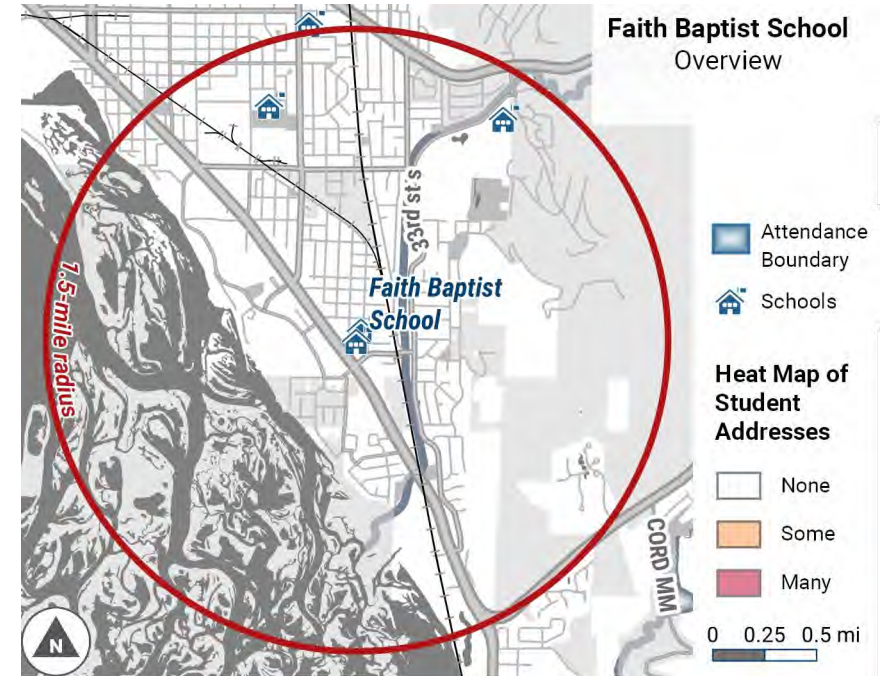 Faith Baptist School
Overview
33rd st s
Faith Baptist
School
1.5-mile radius
Attendance
Boundary
Schools
Heat Map of
Student
Addresses
None
Some
Many
CORD MM
0 0.25 0.5 mi
N